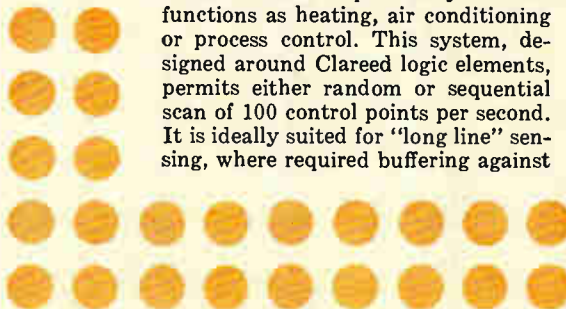 functions as heating, air conditioning
or process control. This system, de-
signed around Clareed logic elements,
permits either random or sequential
scan of 100 control points per second.
It is ideally suited for "long line" sen-
sing, where required buffering against